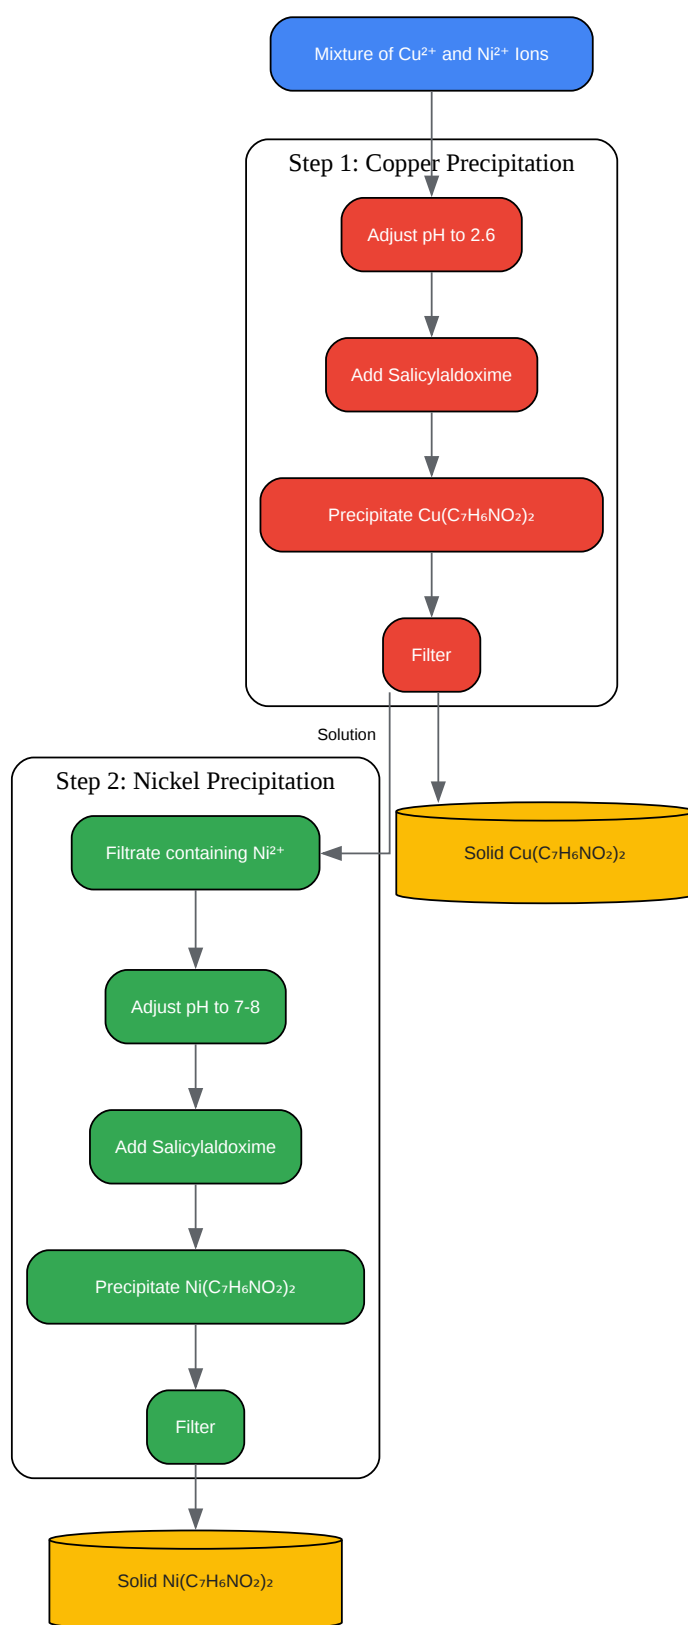 Mixture of Cu²⁺ and Ni²⁺ Ions
Step 1: Copper Precipitation
Adjust pH to 2.6
Add Salicylaldoxime
Precipitate Cu(C₇H₆NO₂)₂
Filter
Solution
Step 2: Nickel Precipitation
Filtrate containing Ni²⁺
Solid Cu(C₇H₆NO₂)₂
Adjust pH to 7-8
Add Salicylaldoxime
Precipitate Ni(C₇H₆NO₂)₂
Filter
Solid Ni(C₇H₆NO₂)₂